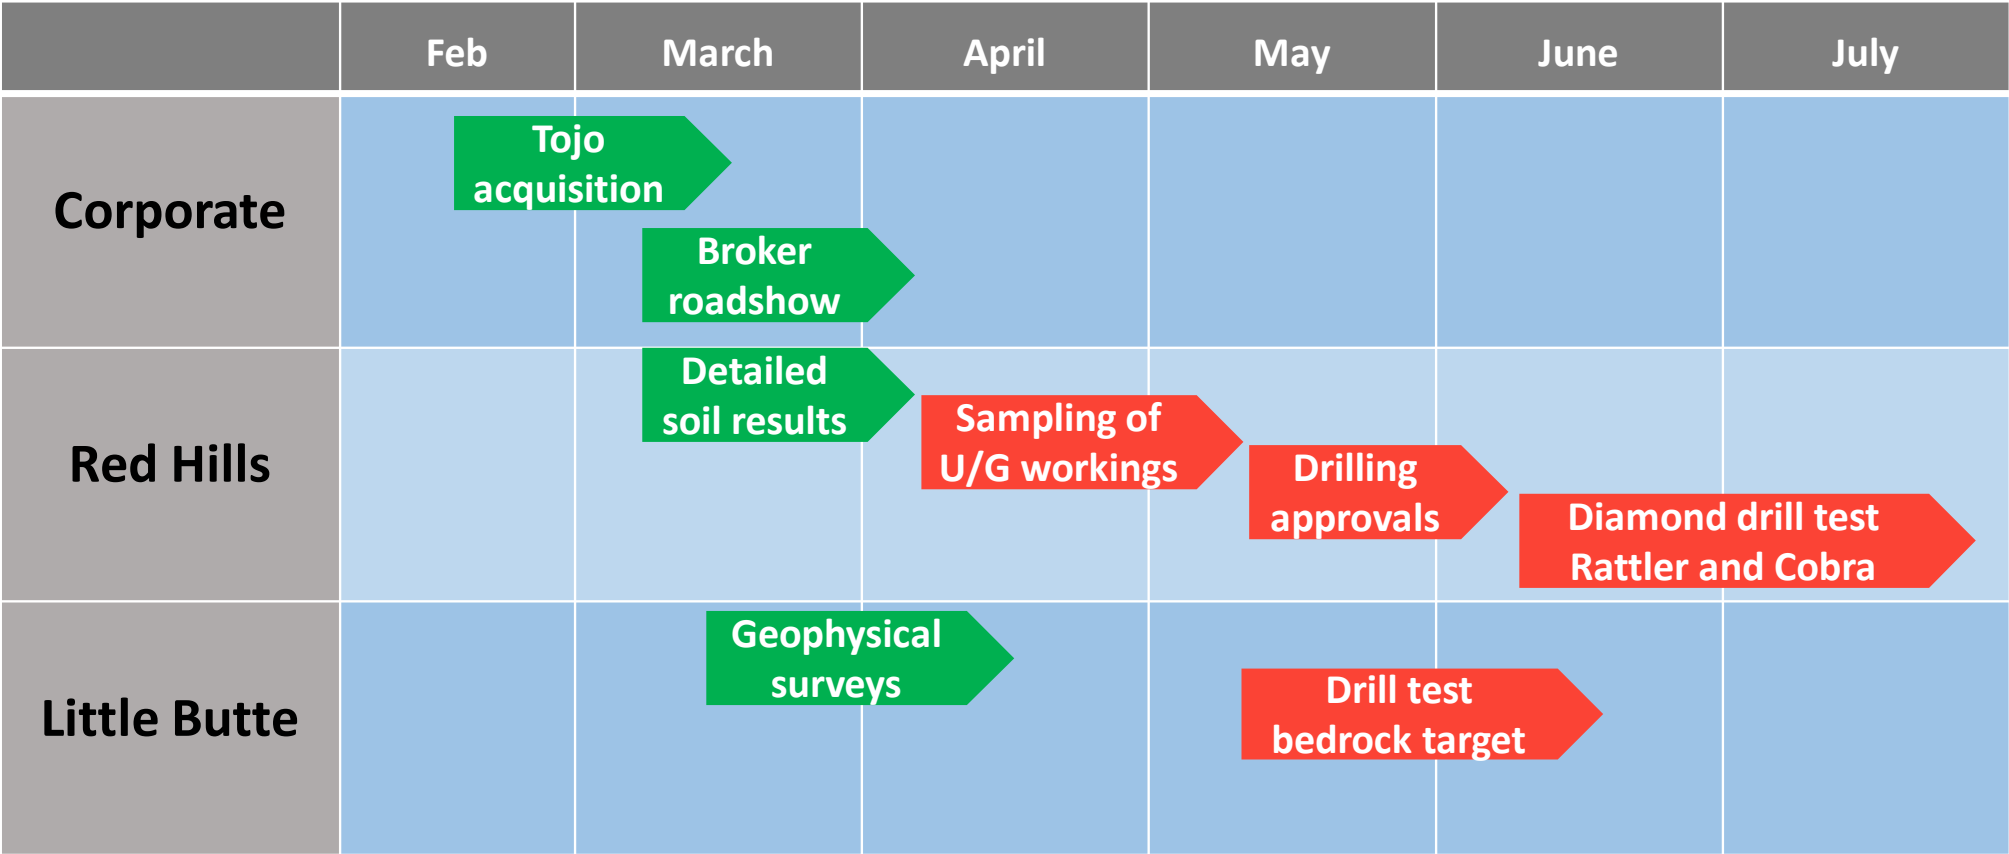 Feb
March
April
May
June
July
Corporate
Tojo
acquisition
Broker
roadshow
Red Hills
Detailed
soil results
Sampling of
U/G workings
Drilling
approvals
Diamond drill test
Rattler and Cobra
Little Butte
Geophysical
surveys
Drill test
bedrock target